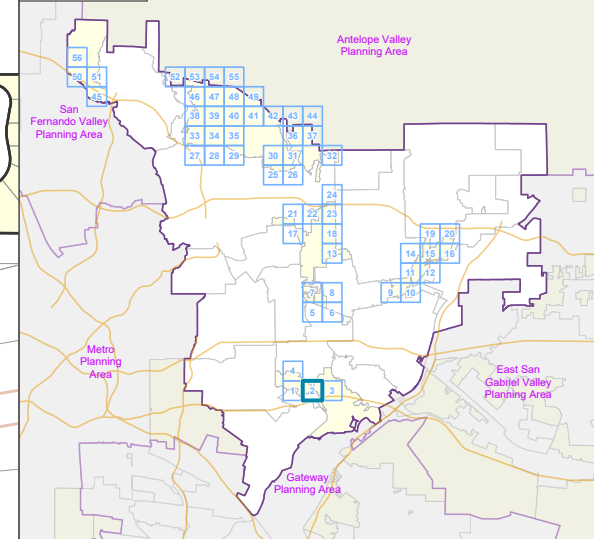 Antelope Valley
Planning Area
56
50 51
45
52 53 54 55
46 47 48 49
38 39 40 41 42 43 44
33 34 35 36 37
27 28 29 30 31 32
25 26
San
Fernando Valley
Planning Area
24
21 22 23
17 18
13
19 20
14 15 16
11 12
9 10
7 8
5 6
Metro
Planning
Area
4
1 2 3
East San
Gabriel Valley
Planning Area
Gateway
Planning Area